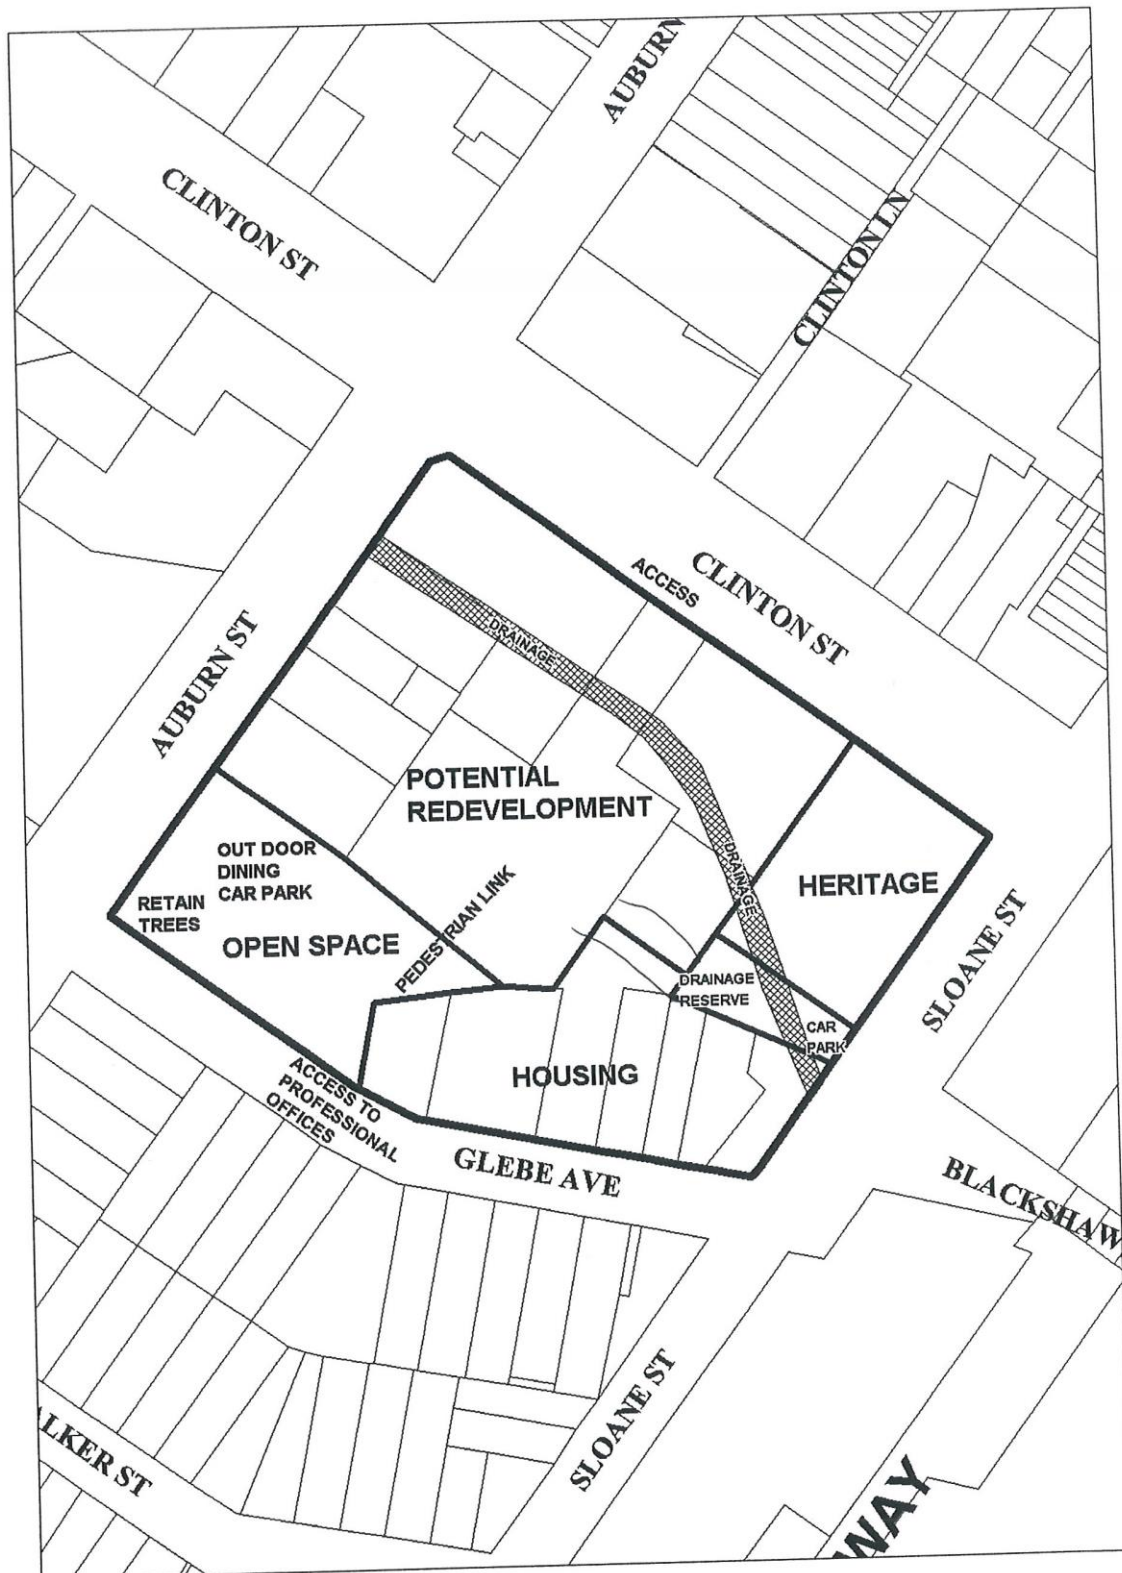 AUBURN
CLINTON ST
CLINTON LN
ACCESS
CLINTON ST
DRAINAGE
AUBURN ST
POTENTIAL
REDEVELOPMENT
OUT DOOR
DINING
CAR PARK
RETAIN
TREES
OPEN SPACE
PEDESTRIAN LINK
DRAINAGE
HERITAGE
SLOANE ST
DRAINAGE
RESERVE
CAR
PARK
HOUSING
ACCESS TO
PROFESSIONAL
OFFICES
GLEBE AVE
BLACKSHAW
SLOANE ST
ALKER ST
WAY